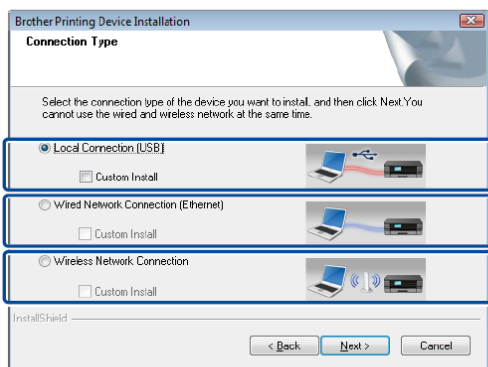 Brother Printing Device Installation
Connection Type
Select the connection type of the device you want to install, and then click Next.You
cannot use the wired and wireless network at the same time.
Local Connection (USB)
Custom Install
Wired Network Connection (Ethernet)
Custom Install
Wireless Network Connection
Custom Install
InstallShield
< Back Next > Cancel